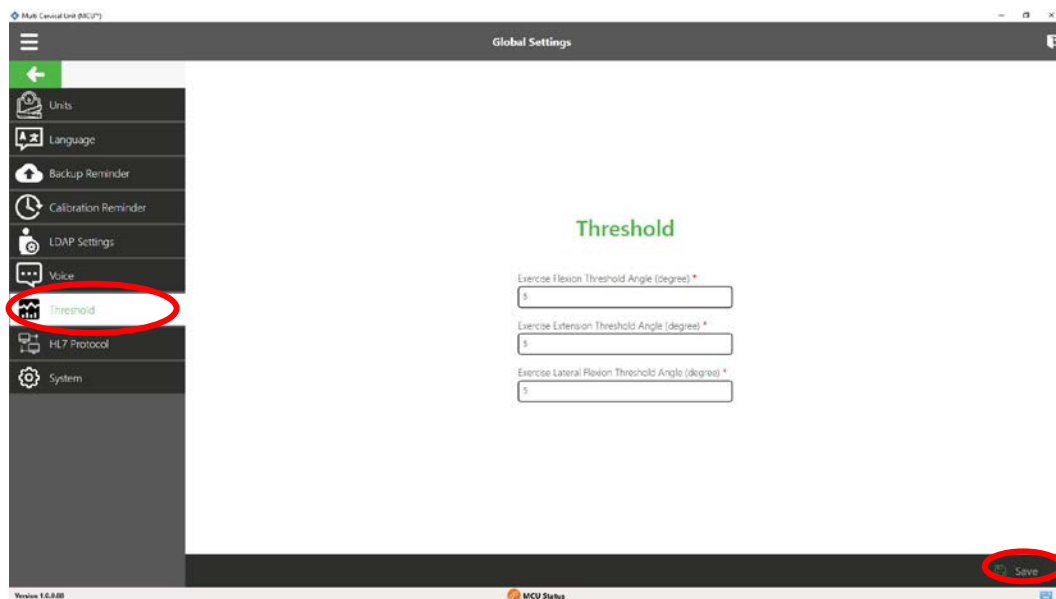 Multi Cervical Unit (MCU™)
Global Settings
Units
Language
Backup Reminder
Calibration Reminder
LDAP Settings
Voice
Threshold
HL7 Protocol
System
Threshold
Exercise Flexion Threshold Angle (degree) *
5
Exercise Extension Threshold Angle (degree) *
5
Exercise Lateral Flexion Threshold Angle (degree) *
5
Save
Version 1.0.0.00
MCU Status